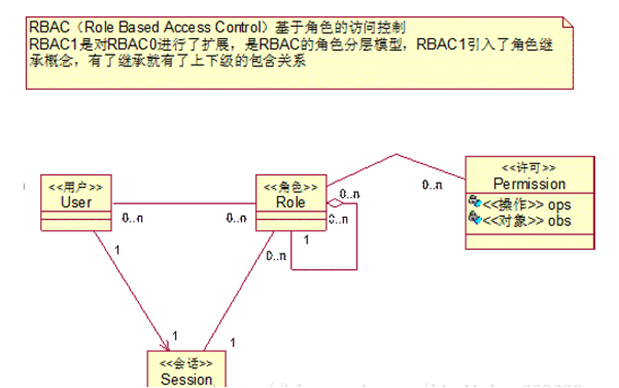 RBAC（Role Based Access Control）基于角色的访问控制
RBAC1是对RBAC0进行了扩展，是RBAC的角色分层模型，RBAC1引入了角色继
承概念，有了继承就有了上下级的包含关系
<<用户>>
User
0..n
0..n
<<角色>>
Role
0..n
0..n
1
0..n
0..n
<<许可>>
Permission
<<操作>> ops
<<对象>> obs
1
1
1
<<会话>>
Session